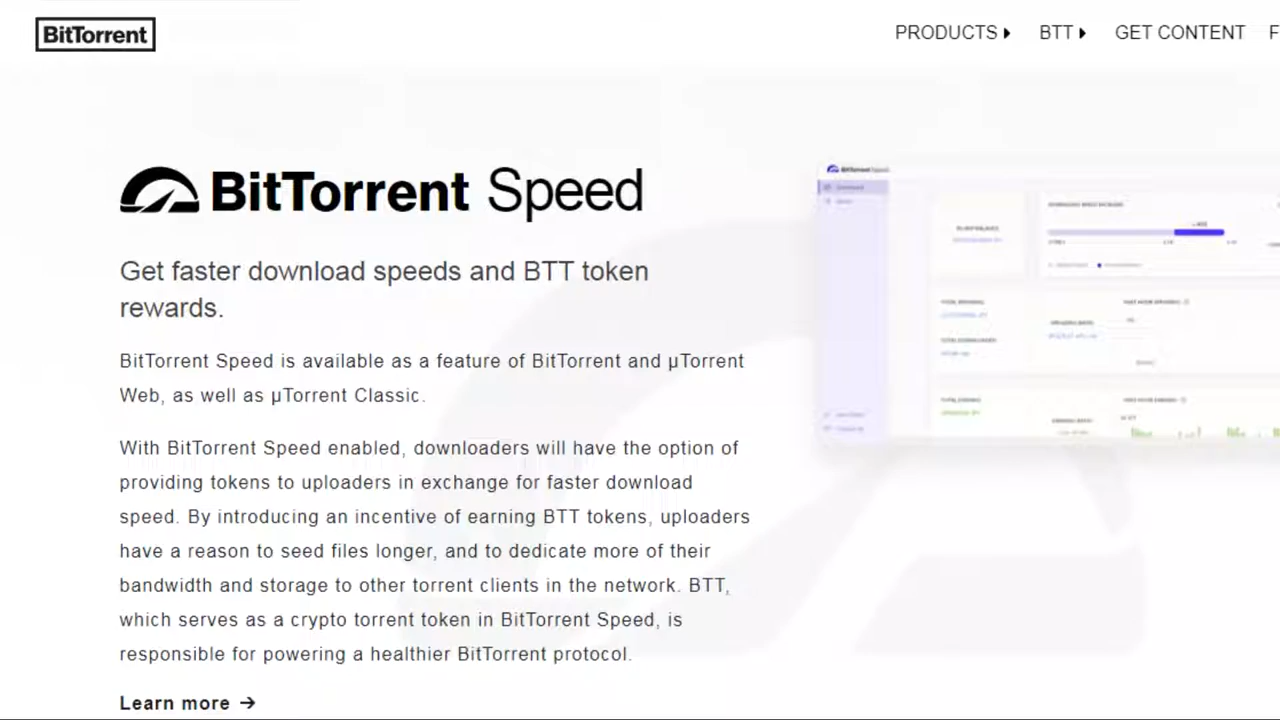 BitTorrent
PRODUCTS
BTT
GET CONTENT
F
BitTorrent Speed
Get faster download speeds and BTT token
rewards.
BitTorrent Speed is available as a feature of BitTorrent and µTorrent
Web, as well as µTorrent Classic.
With BitTorrent Speed enabled, downloaders will have the option of
providing tokens to uploaders in exchange for faster download
speed. By introducing an incentive of earning BTT tokens, uploaders
have a reason to seed files longer, and to dedicate more of their
bandwidth and storage to other torrent clients in the network. BTT,
which serves as a crypto torrent token in BitTorrent Speed, is
responsible for powering a healthier BitTorrent protocol.
Learn more →
BitTorrent Speed